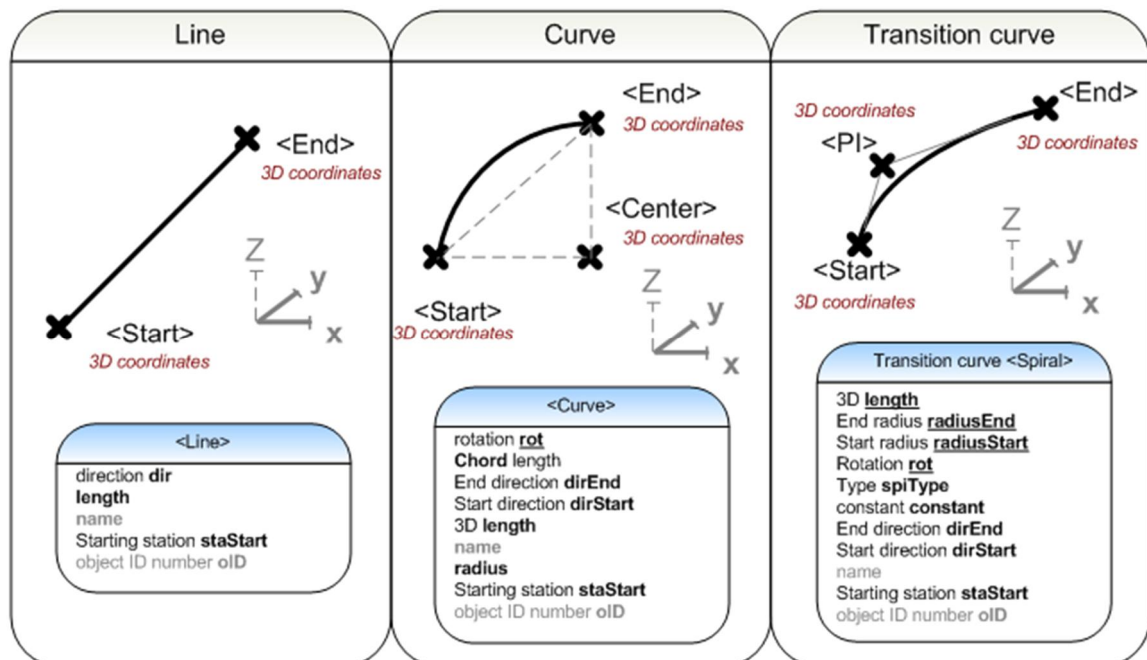 Line
<End>
3D coordinates
Z
y
x
<Start>
3D coordinates
<Line>
direction dir
length
name
Starting station staStart
object ID number oID
Curve
<End>
3D coordinates
<Center>
3D coordinates
<Start>
3D coordinates
Z
y
x
<Curve>
rotation rot
Chord length
End direction dirEnd
Start direction dirStart
3D length
name
radius
Starting station staStart
object ID number oID
Transition curve
<End>
3D coordinates
3D coordinates
<PI>
<Start>
3D coordinates
Z
y
x
Transition curve <Spiral>
3D length
End radius radiusEnd
Start radius radiusStart
Rotation rot
Type spiType
constant constant
End direction dirEnd
Start direction dirStart
name
Starting station staStart
object ID number oID